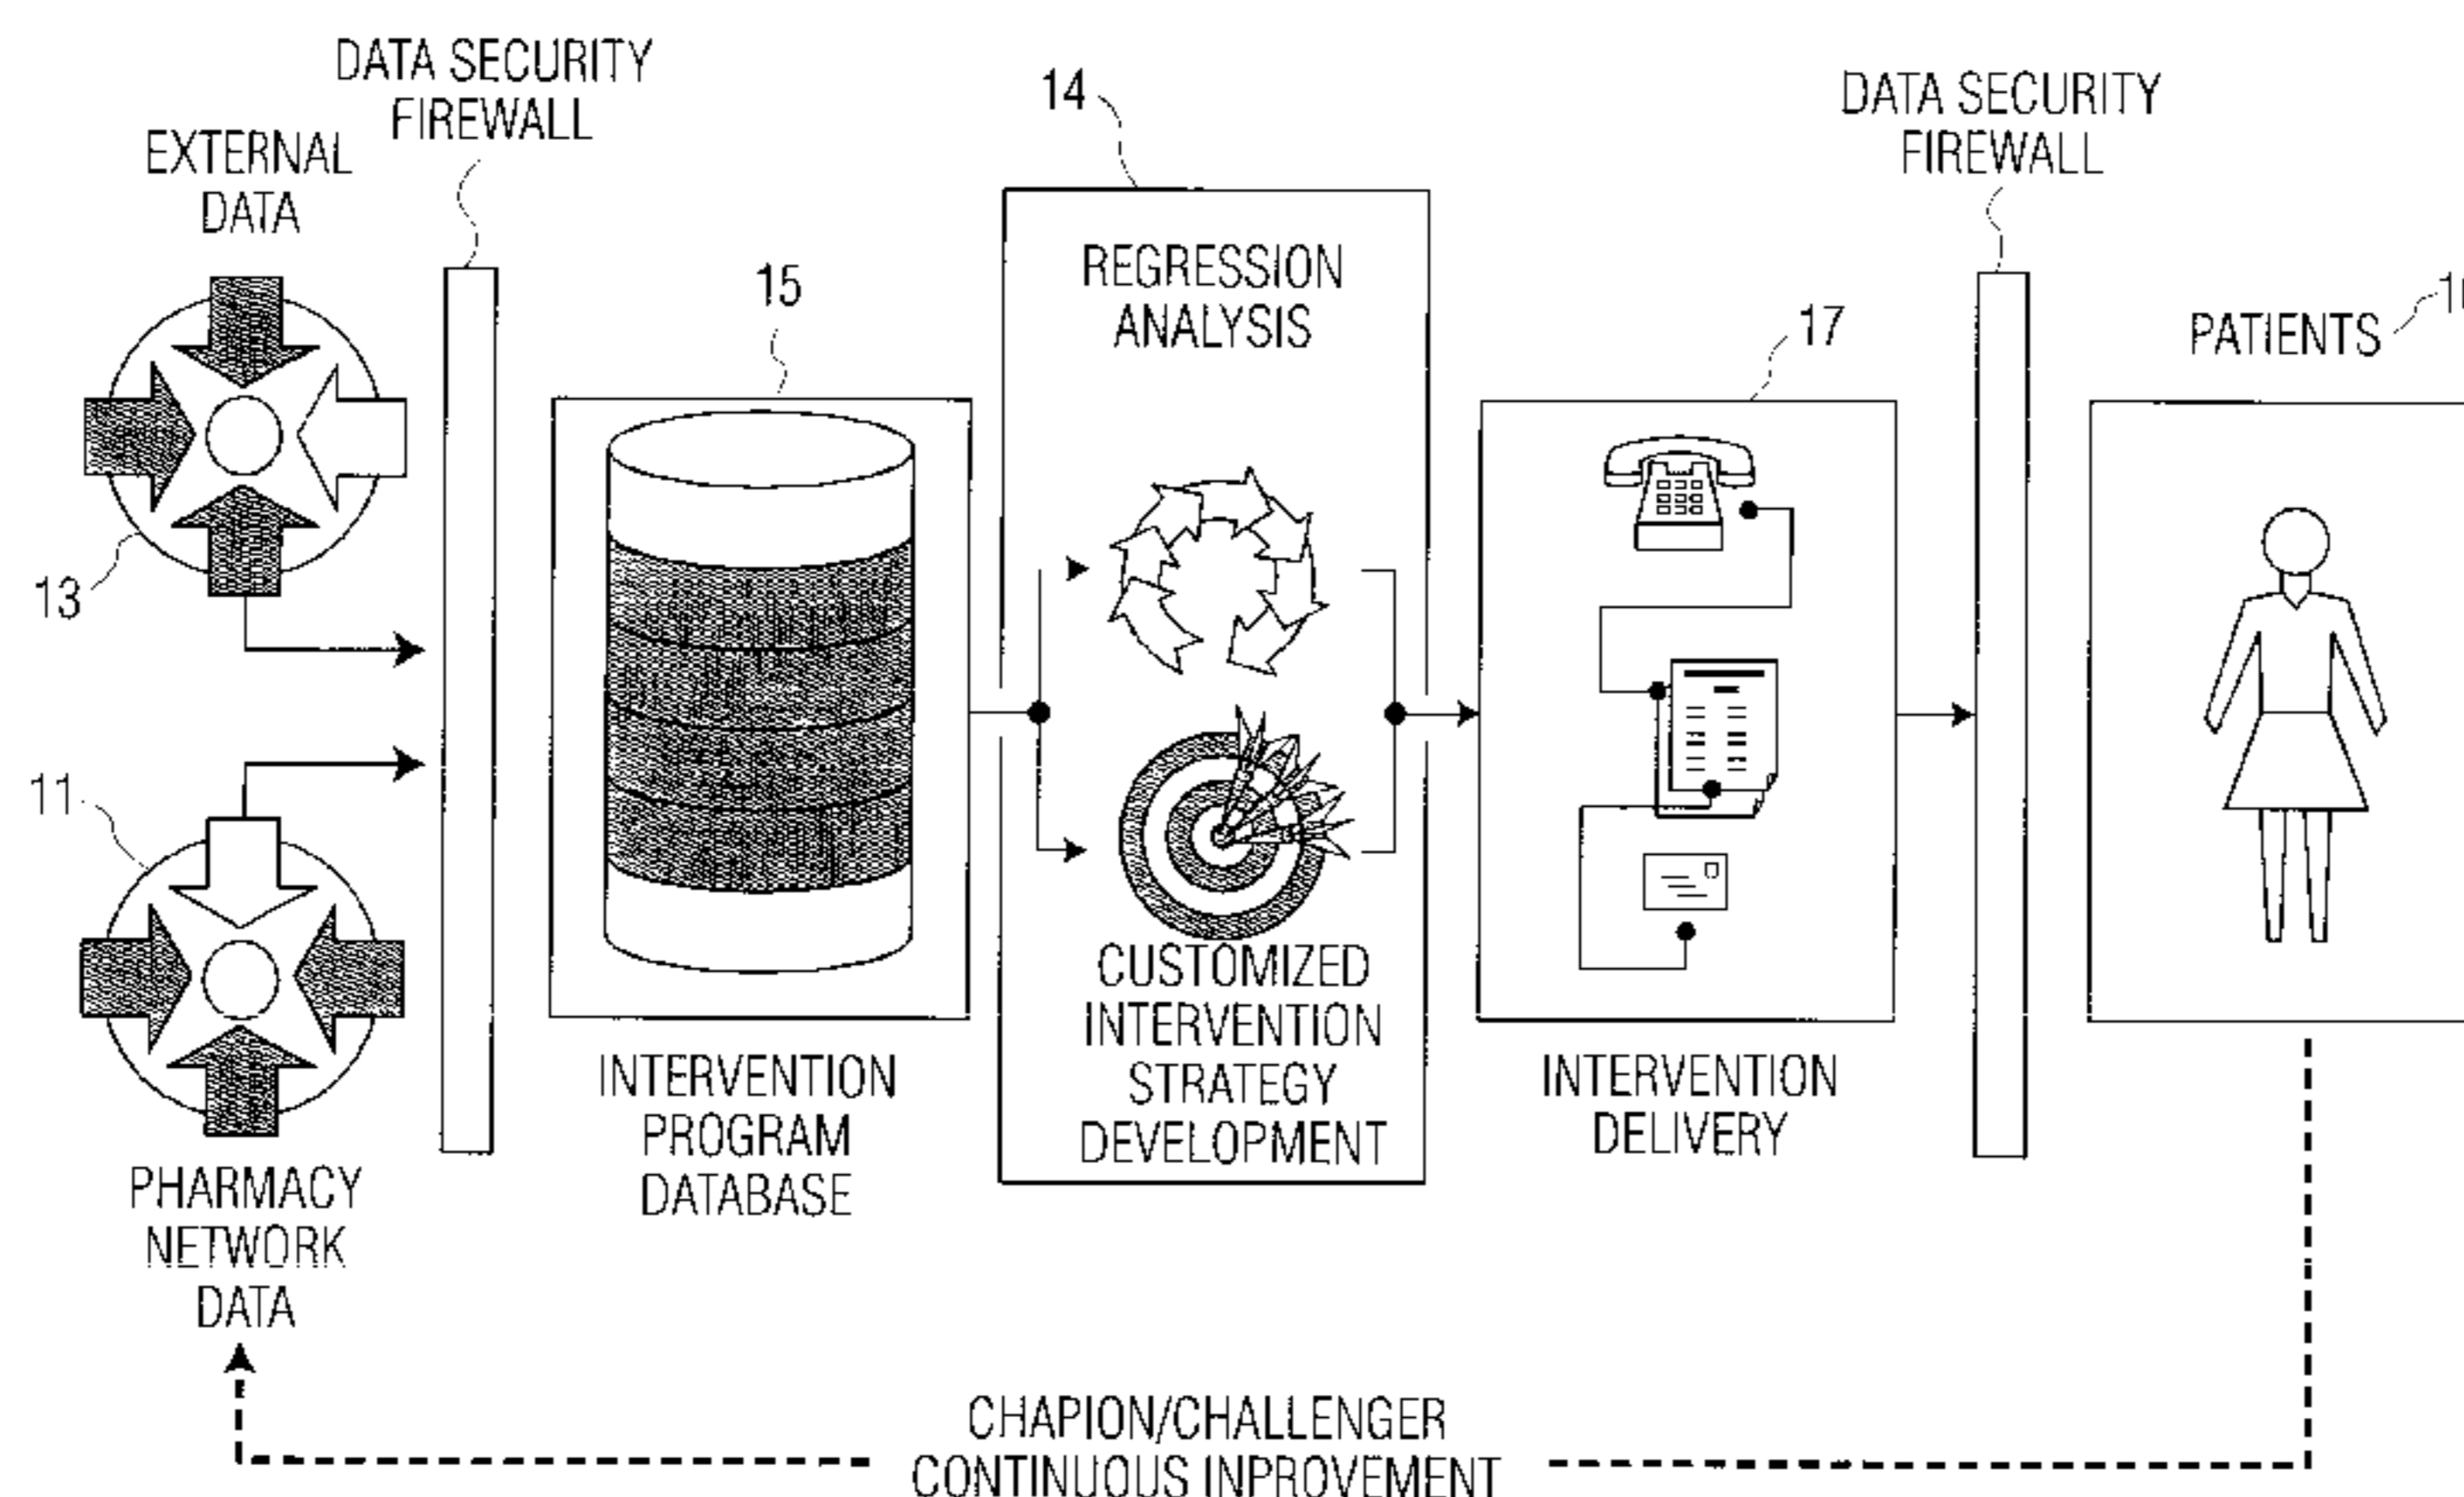 DATA SECURITY
FIREWALL
EXTERNAL
DATA
13
11
PHARMACY
NETWORK
DATA
15
INTERVENTION
PROGRAM
DATABASE
14
REGRESSION
ANALYSIS
CUSTOMIZED
INTERVENTION
STRATEGY
DEVELOPMENT
17
INTERVENTION
DELIVERY
DATA SECURITY
FIREWALL
PATIENTS
CHAPION/CHALLENGER
CONTINUOUS INPROVEMENT